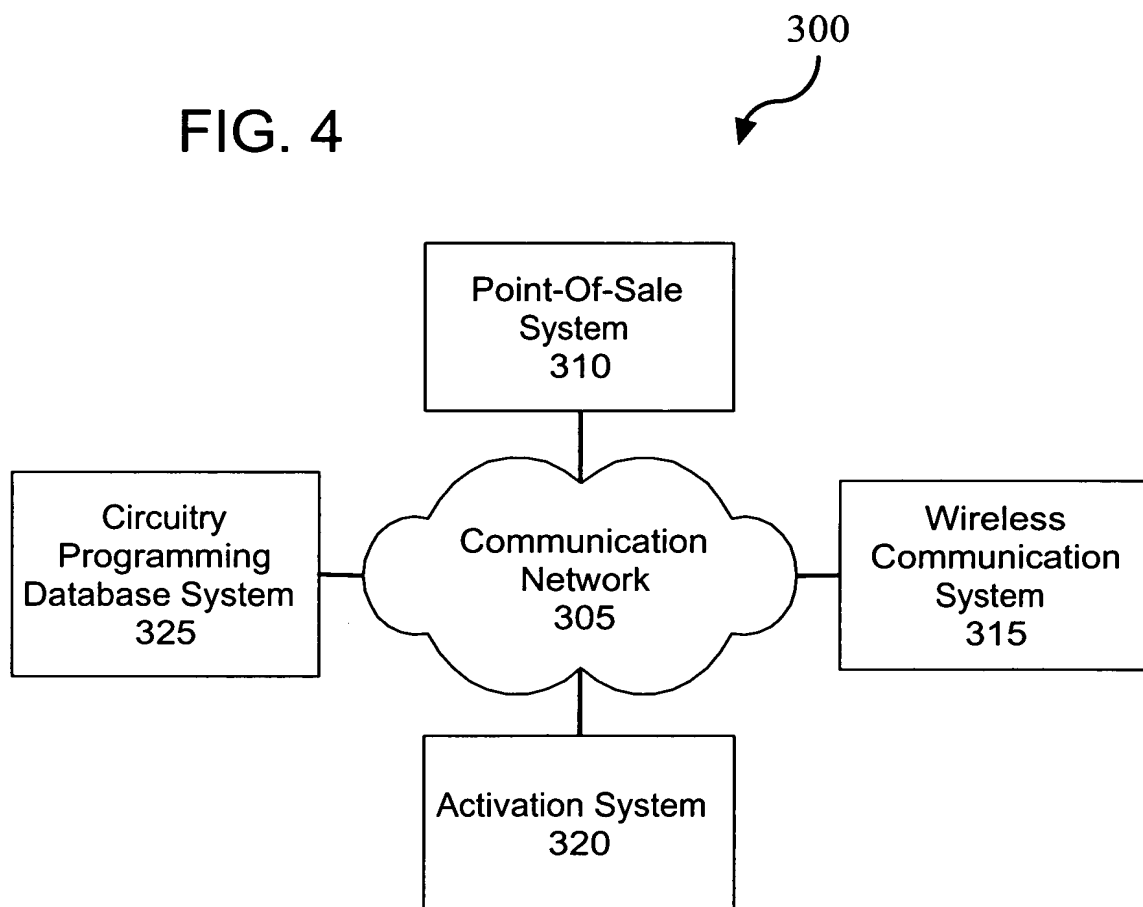 300
FIG. 4
Point-Of-Sale
System
310
Circuitry
Programming
Database System
325
Communication
Network
305
Wireless
Communication
System
315
Activation System
320